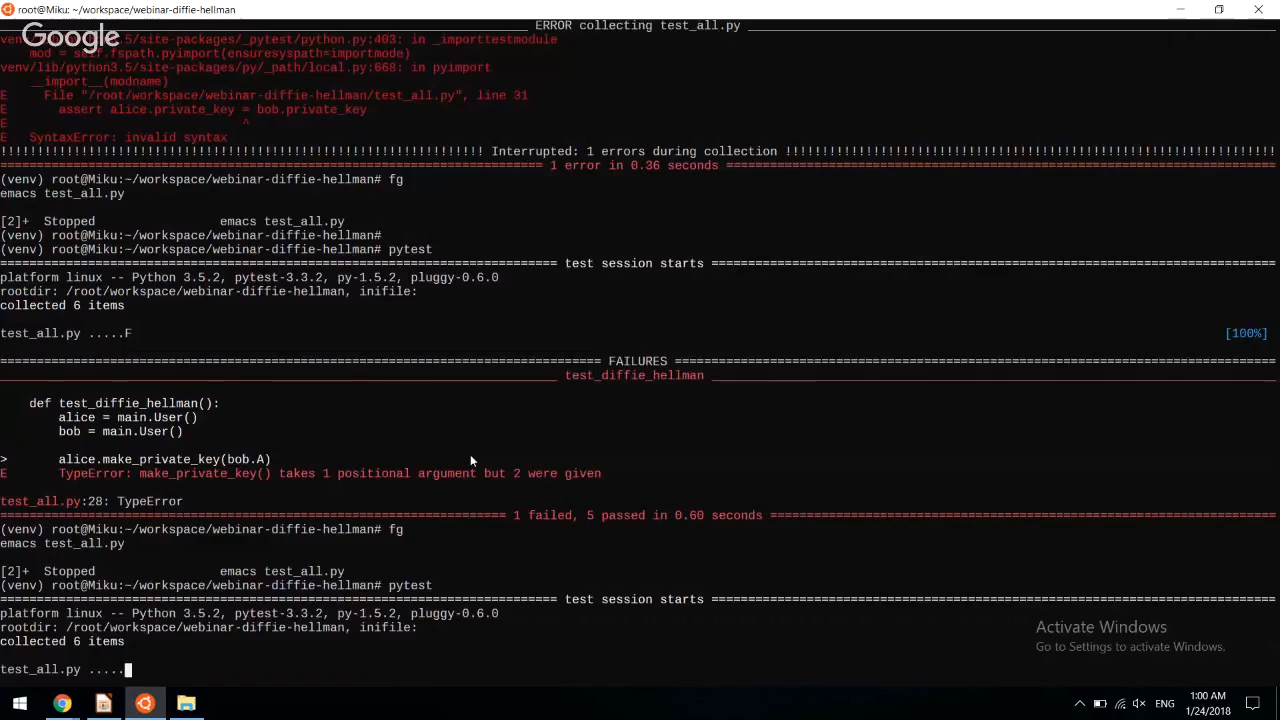 root@Miku: ~/workspace/webinar-diffie-hellman
Google
ERROR collecting test_all.py
venv/lib/python3.5/site-packages/_pytest/python.py:403: in _importtestmodule
    mod = self.fspath.pyimport(ensuresyspath=importmode)
venv/lib/python3.5/site-packages/py/_path/local.py:668: in pyimport
    __import__(modname)
E     File "/root/workspace/webinar-diffie-hellman/test_all.py", line 31
E       assert alice.private_key = bob.private_key
E                                ^
E   SyntaxError: invalid syntax
!!!!!!!!!!!!!!!!!!!!!!!!!!!!!!!!!!!!!!!!!!!!!!!!!!!!!!!!!!!!!!!!!! Interrupted: 1 errors during collection !!!!!!!!!!!!!!!!!!!!!!!!!!!!!!!!!!!!!!!!!!!!!!!!!!!!!!!!!!!!!!!!!!!
========================================================================== 1 error in 0.36 seconds ===========================================================================
(venv) root@Miku:~/workspace/webinar-diffie-hellman# fg
emacs test_all.py
[2]+  Stopped                 emacs test_all.py
(venv) root@Miku:~/workspace/webinar-diffie-hellman#
(venv) root@Miku:~/workspace/webinar-diffie-hellman# pytest
============================================================================ test session starts =============================================================================
platform linux -- Python 3.5.2, pytest-3.3.2, py-1.5.2, pluggy-0.6.0
rootdir: /root/workspace/webinar-diffie-hellman, inifile:
collected 6 items
test_all.py .....F [100%]
================================================================================== FAILURES ==================================================================================
____________________________________________________________________________ test_diffie_hellman _____________________________________________________________________________
    def test_diffie_hellman():
        alice = main.User()
        bob = main.User()
>       alice.make_private_key(bob.A)
E       TypeError: make_private_key() takes 1 positional argument but 2 were given
test_all.py:28: TypeError
===================================================================== 1 failed, 5 passed in 0.60 seconds =====================================================================
(venv) root@Miku:~/workspace/webinar-diffie-hellman# fg
emacs test_all.py
[2]+  Stopped                 emacs test_all.py
(venv) root@Miku:~/workspace/webinar-diffie-hellman# pytest
============================================================================ test session starts =============================================================================
platform linux -- Python 3.5.2, pytest-3.3.2, py-1.5.2, pluggy-0.6.0
rootdir: /root/workspace/webinar-diffie-hellman, inifile:
collected 6 items
test_all.py .....
Activate Windows
Go to Settings to activate Windows.
ENG
1:00 AM
1/24/2018